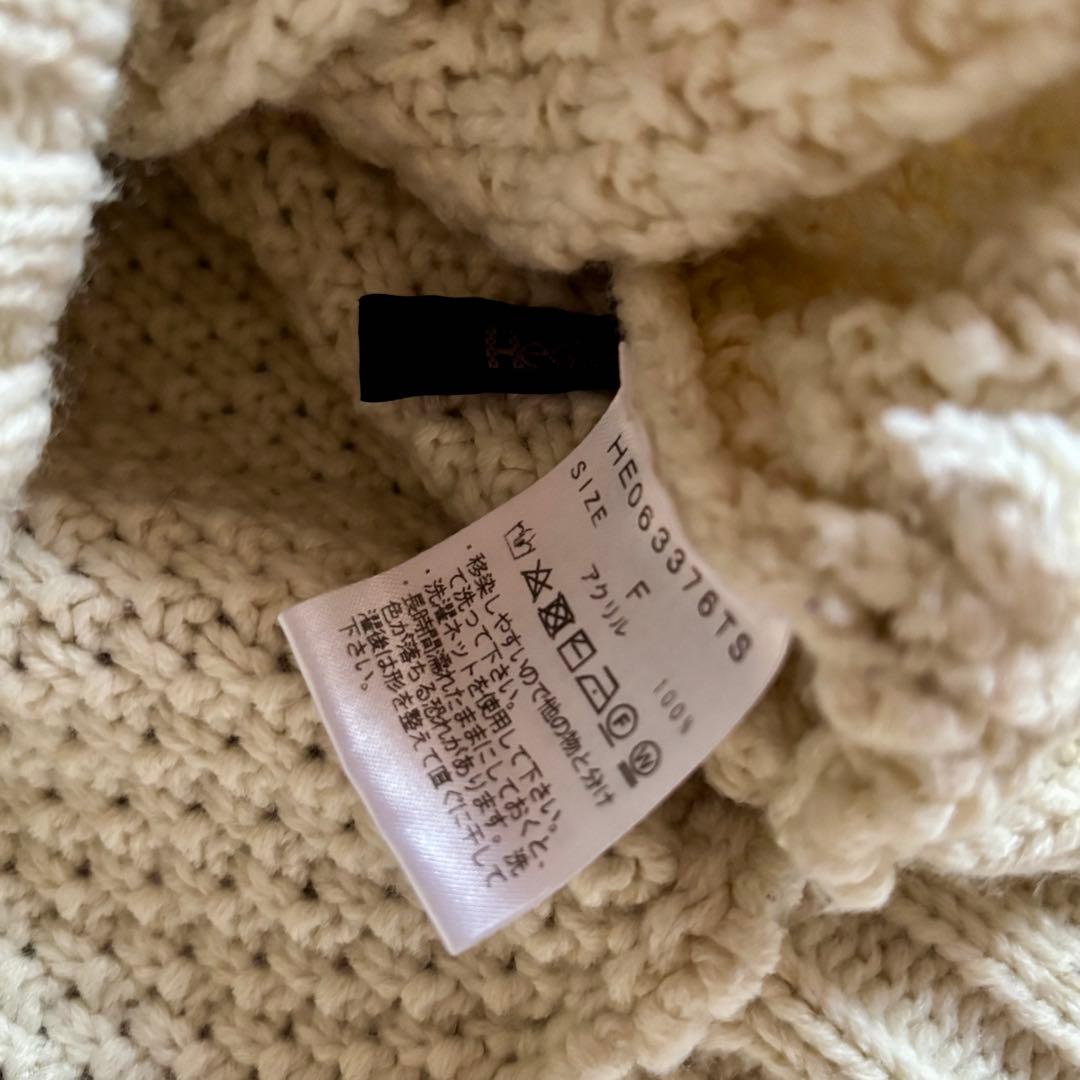 HE063376TS
SIZE F
アクリル 100%
F W
・移染しやすいので他の物と分け
て洗って下さい。
・洗濯ネットを使用して下さい。
・長時間濡れたままにしておくと、
色が落ちる恐れがあります。洗
濯後は形を整えて直ぐに干して
下さい。